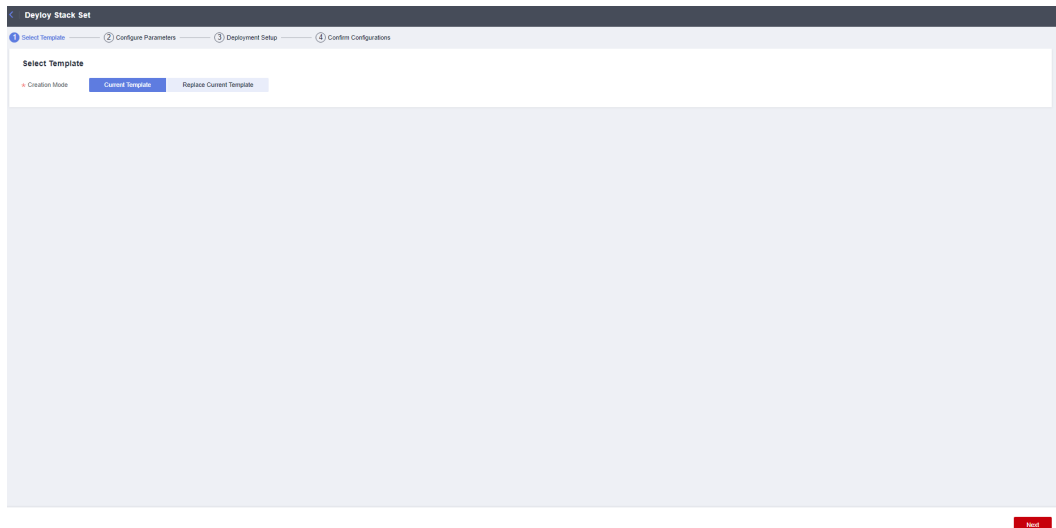 < Deyloy Stack Set
1 Select Template 2 Configure Parameters 3 Deployment Setup 4 Confirm Configurations
Select Template
* Creation Mode Current Template Replace Current Template
Next